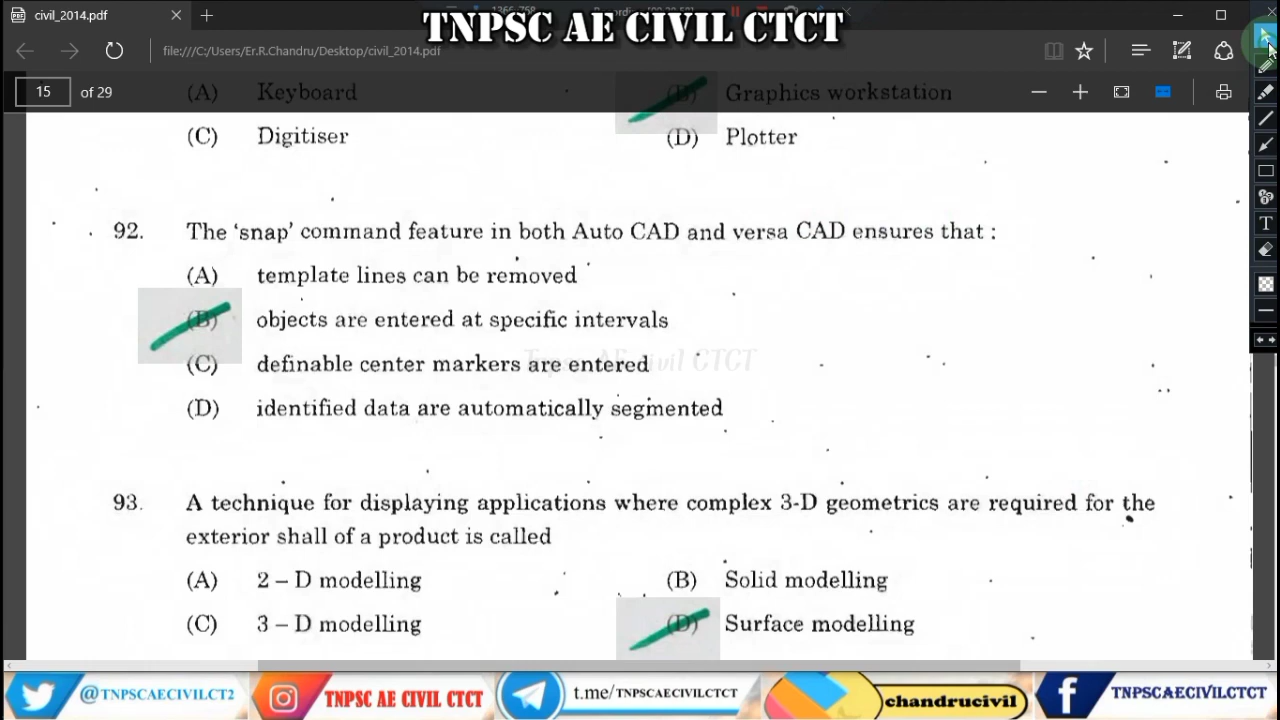 civil_2014.pdf
TNPSC AE CIVIL CTCT
file:///C:/Users/Er.R.Chandru/Desktop/civil_2014.pdf
15 of 29
(A) Keyboard (B) Graphics workstation
(C) Digitiser (D) Plotter
92. The ‘snap’ command feature in both Auto CAD and versa CAD ensures that :
(A) template lines can be removed
(B) objects are entered at specific intervals
(C) definable center markers are entered
Tnpsc AE civil CTCT
(D) identified data are automatically segmented
93. A technique for displaying applications where complex 3-D geometrics are required for the
exterior shall of a product is called
(A) 2 – D modelling (B) Solid modelling
(C) 3 – D modelling (D) Surface modelling
@TNPSCAECIVILCT2 TNPSC AE CIVIL CTCT t.me/TNPSCAECIVILCTCT chandrucivil TNPSCAECIVILCTCT